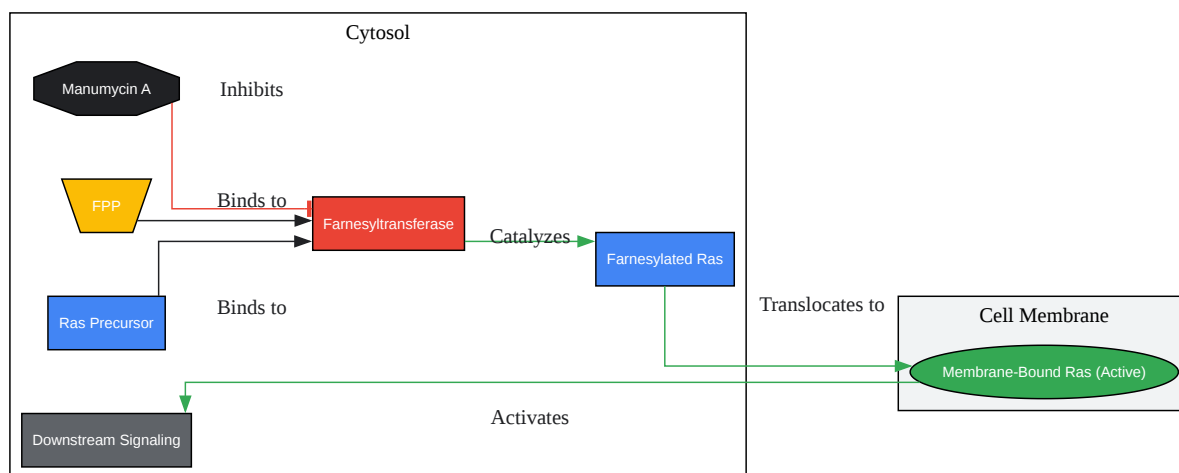 Cytosol
Manumycin A
Inhibits
FPP
Binds to
Farnesyltransferase
Catalyzes
Farnesylated Ras
Ras Precursor
Binds to
Translocates to
Cell Membrane
Membrane-Bound Ras (Active)
Activates
Downstream Signaling